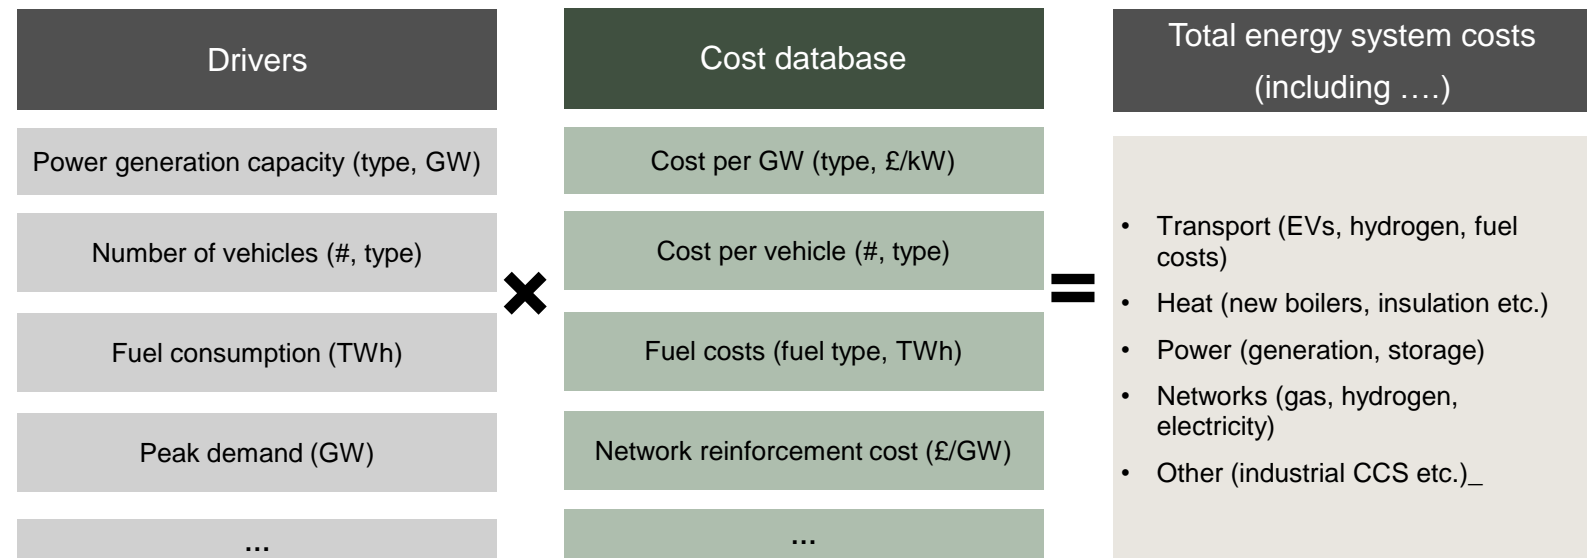 Drivers
Power generation capacity (type, GW)
Number of vehicles (#, type)
Fuel consumption (TWh)
Peak demand (GW)
...
×
Cost database
Cost per GW (type, £/kW)
Cost per vehicle (#, type)
Fuel costs (fuel type, TWh)
Network reinforcement cost (£/GW)
...
=
Total energy system costs
(including ….)
• Transport (EVs, hydrogen, fuel
costs)
• Heat (new boilers, insulation etc.)
• Power (generation, storage)
• Networks (gas, hydrogen,
electricity)
• Other (industrial CCS etc.)_